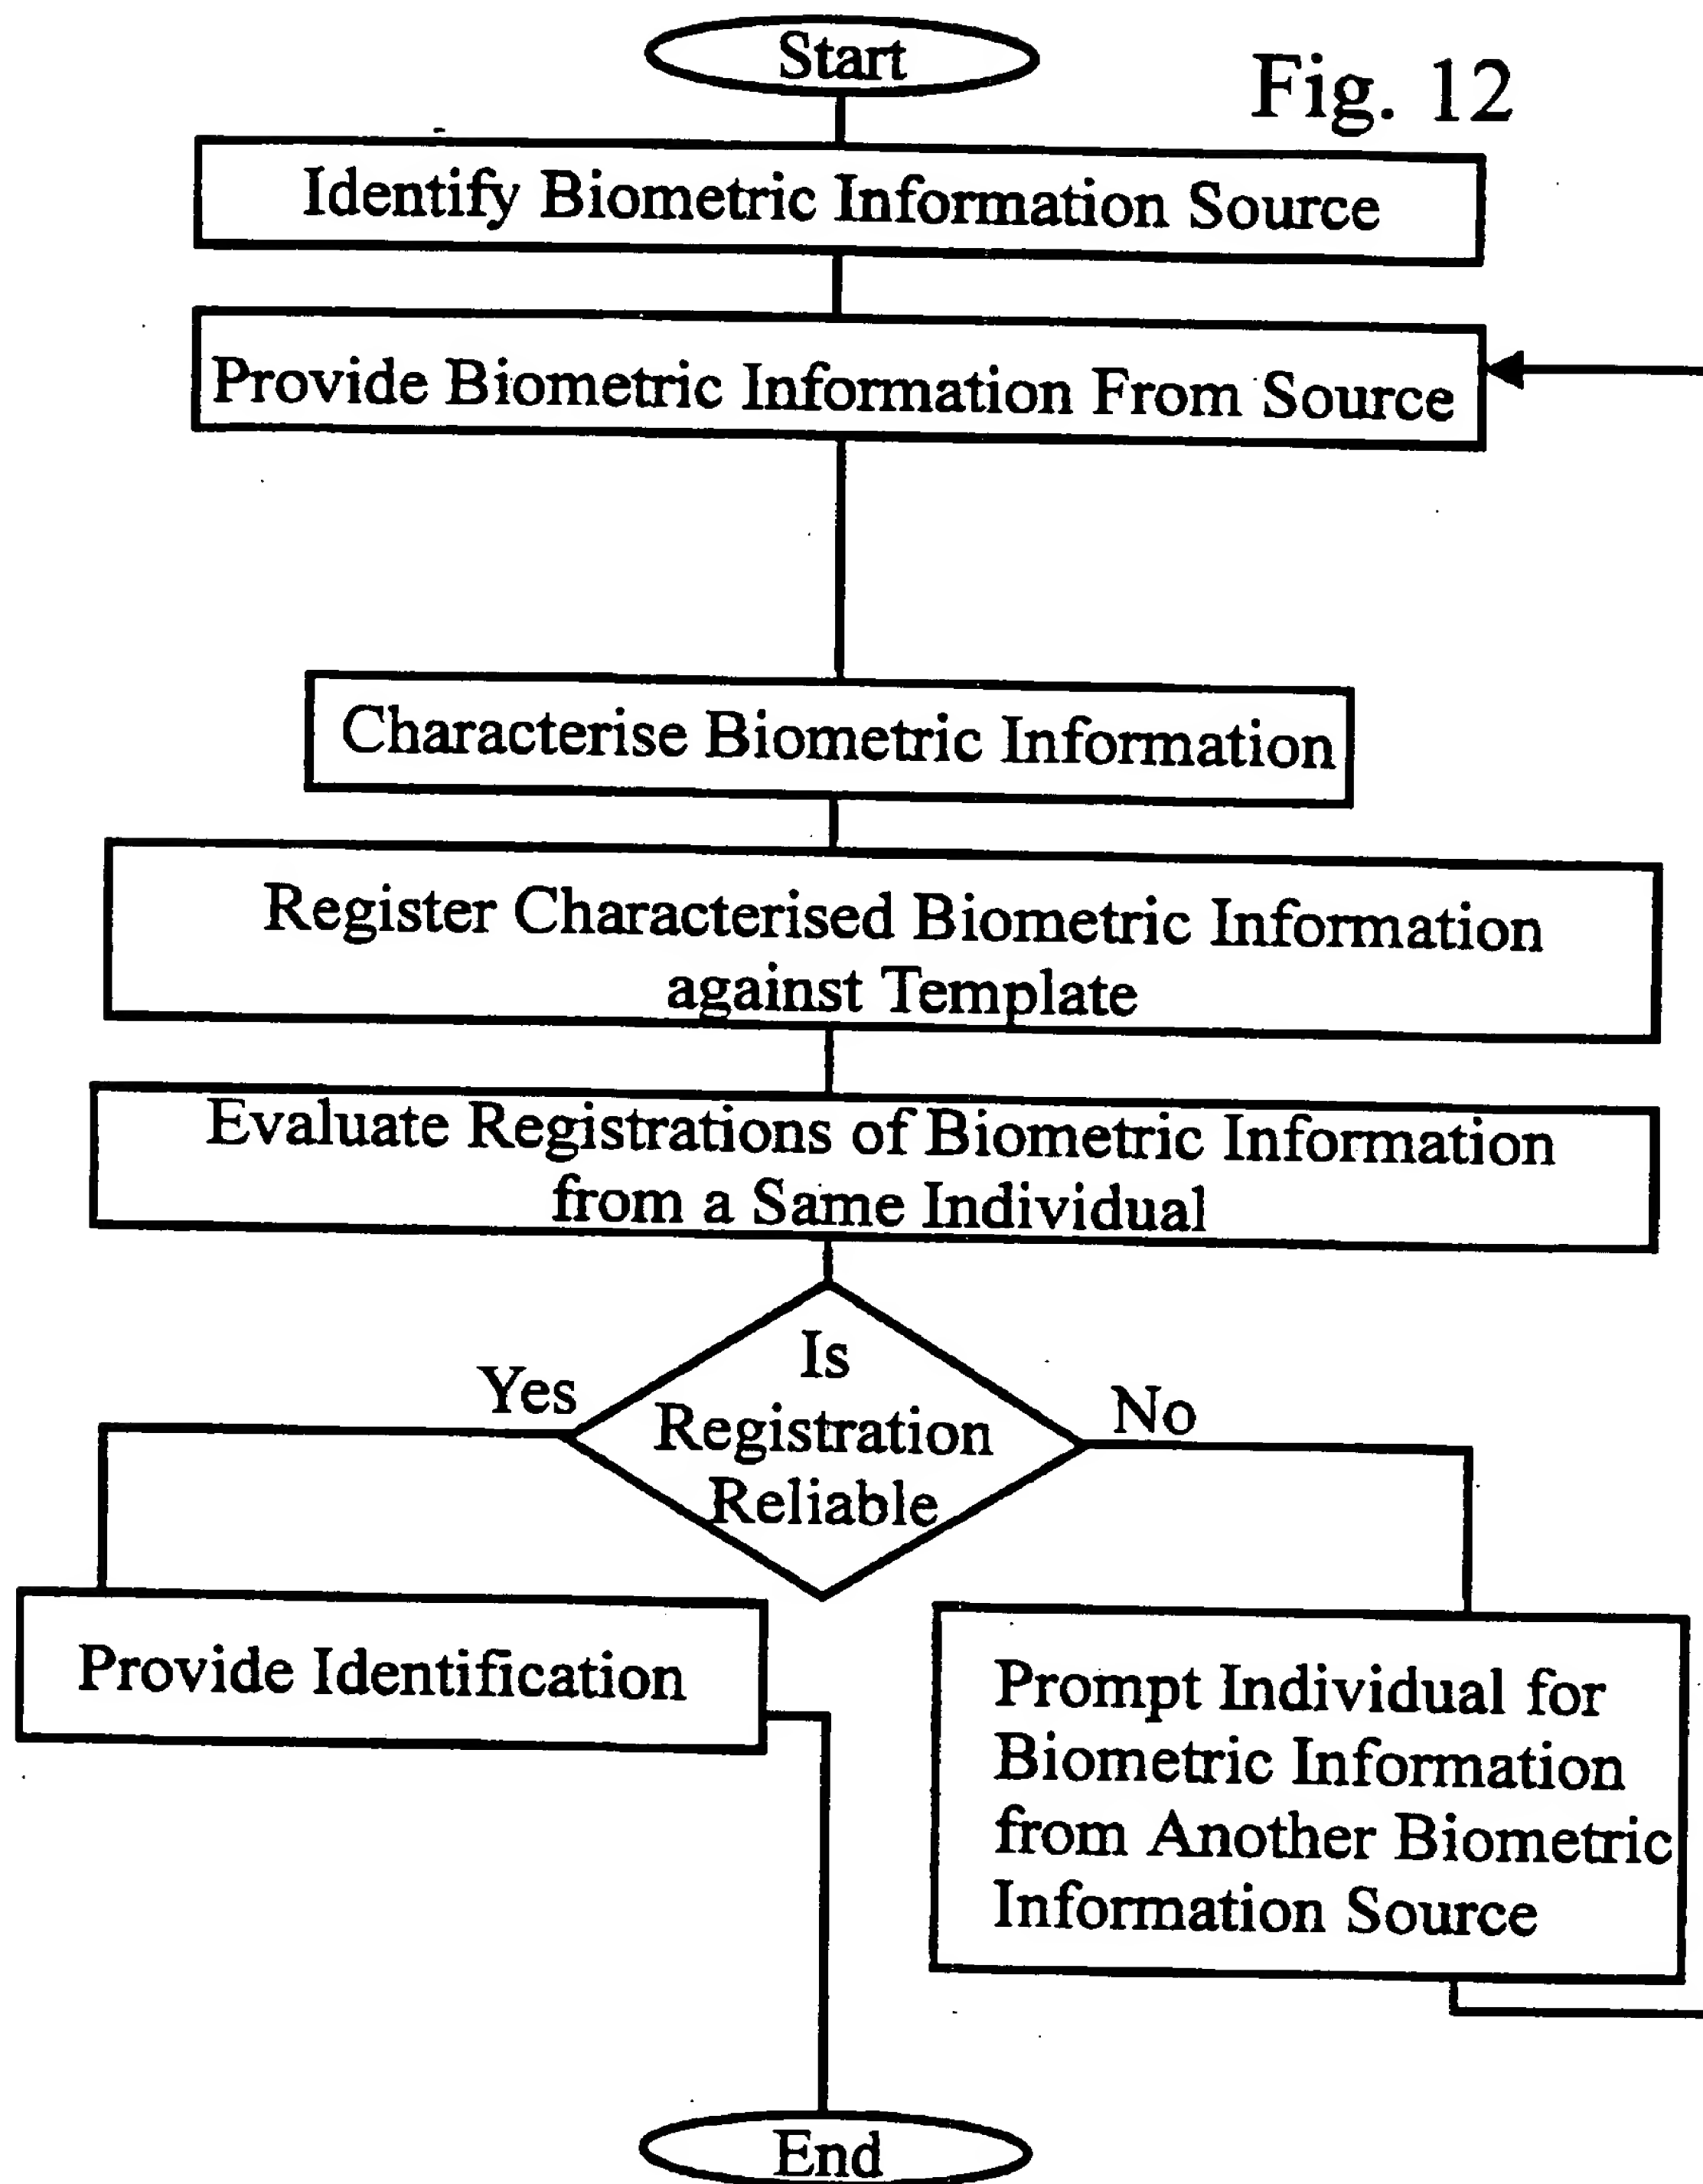 Start
Fig. 12
Identify Biometric Information Source
Provide Biometric Information From Source
Characterise Biometric Information
Register Characterised Biometric Information
against Template
Evaluate Registrations of Biometric Information
from a Same Individual
Is
Registration
Reliable
Yes
No
Provide Identification
Prompt Individual for
Biometric Information
from Another Biometric
Information Source
End